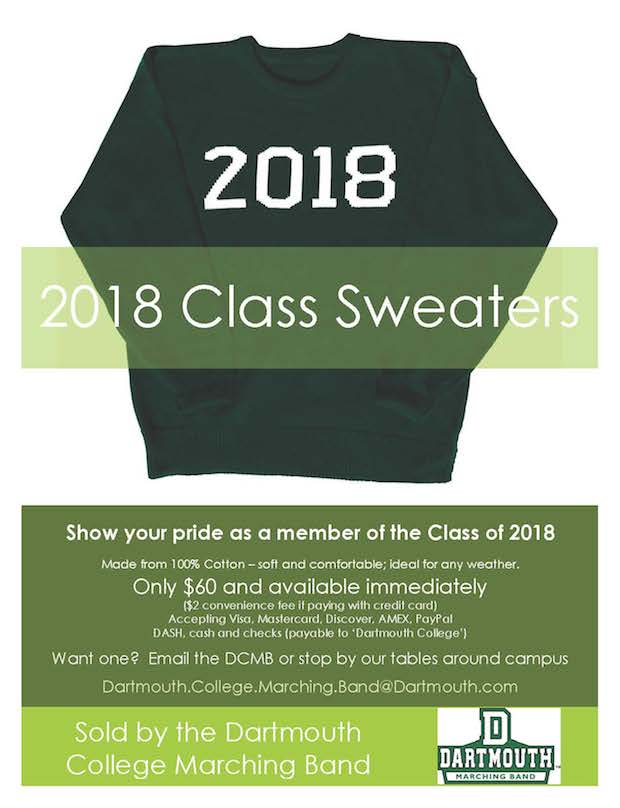 2018
2018 Class Sweaters
Show your pride as a member of the Class of 2018
Made from 100% Cotton – soft and comfortable; ideal for any weather.
Only $60 and available immediately
($2 convenience fee if paying with credit card)
Accepting Visa, Mastercard, Discover, AMEX, PayPal
DASH, cash and checks (payable to 'Dartmouth College')
Want one? Email the DCMB or stop by our tables around campus
Dartmouth.College.Marching.Band@Dartmouth.com
Sold by the Dartmouth
College Marching Band
D
DARTMOUTH™
MARCHING BAND